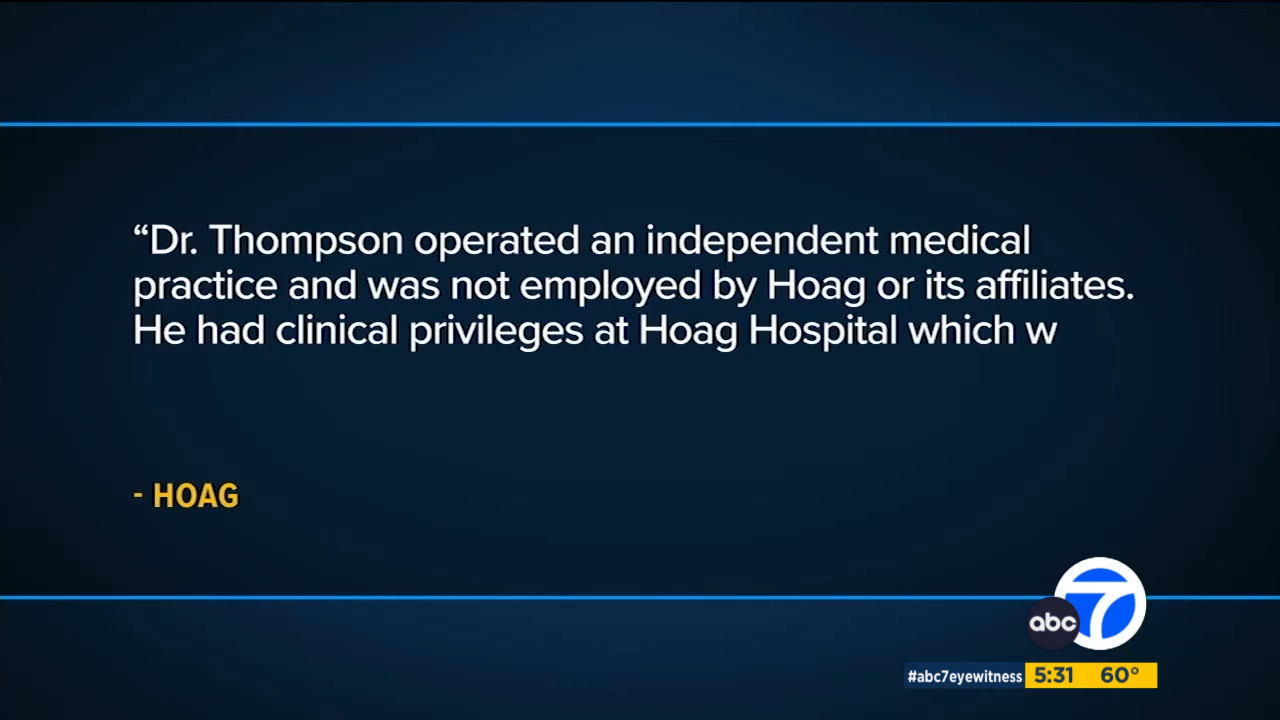 “Dr. Thompson operated an independent medical
practice and was not employed by Hoag or its affiliates.
He had clinical privileges at Hoag Hospital which w
- HOAG
abc 7
#abc7eyewitness 5:31 60°